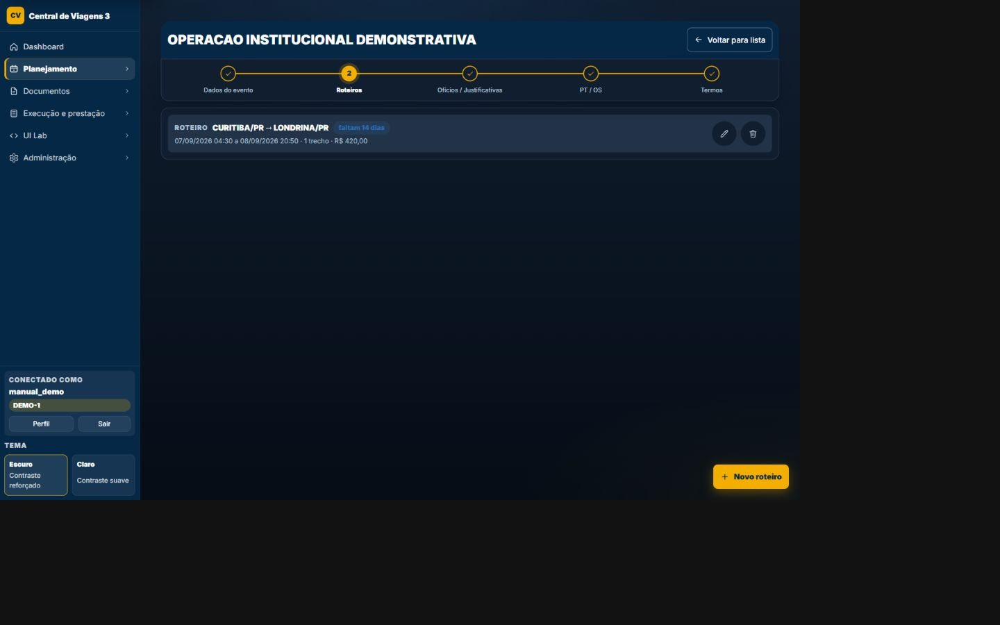 CV Central de Viagens 3
Dashboard
Planejamento
Documentos
Execução e prestação
UI Lab
Administração
CONECTADO COMO
manual_demo
DEMO-1
Perfil
Sair
TEMA
Escuro
Contraste
reforçado
Claro
Contraste suave
OPERACAO INSTITUCIONAL DEMONSTRATIVA
Voltar para lista
2
Dados do evento
Roteiros
Ofícios / Justificativas
PT / OS
Termos
ROTEIRO CURITIBA/PR → LONDRINA/PR faltam 14 dias
07/09/2026 04:30 a 08/09/2026 20:50 · 1 trecho · R$ 420,00
+ Novo roteiro